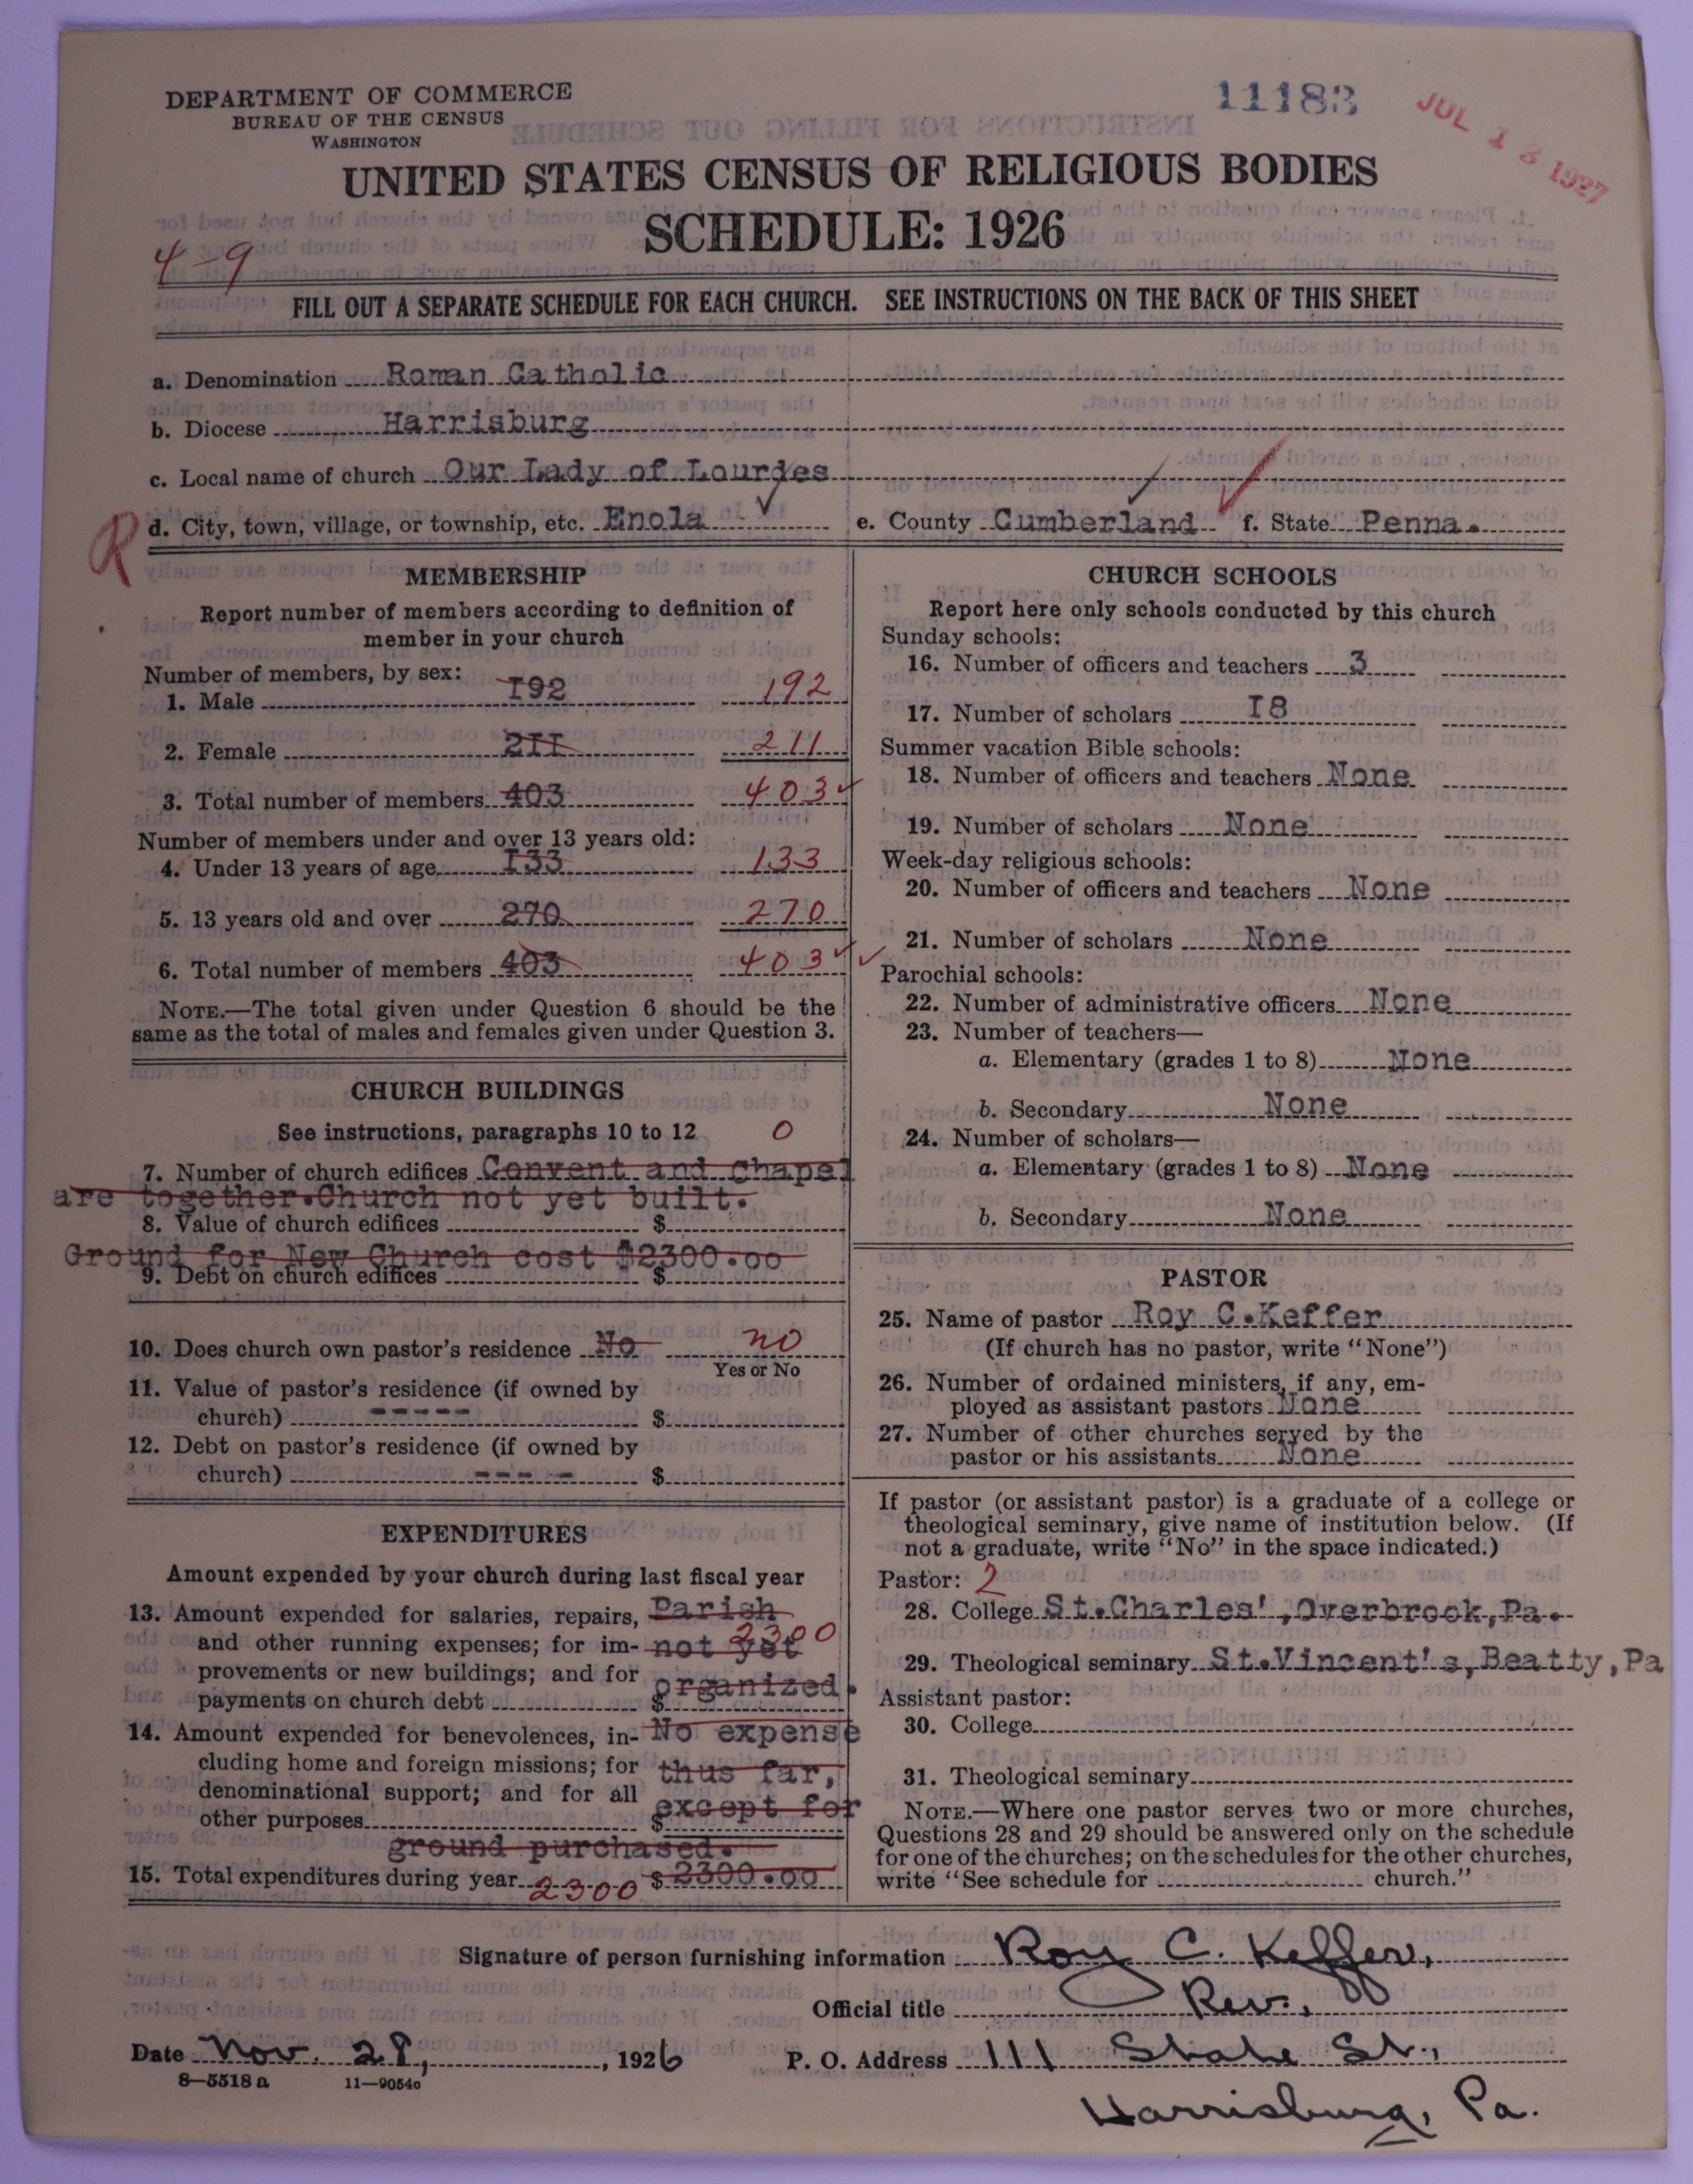 DEPARTMENT OF COMMERCE
BUREAU OF THE CENSUS
WASHINGTON
11183
JUL 13 1927
UNITED STATES CENSUS OF RELIGIOUS BODIES
SCHEDULE: 1926
4-9
FILL OUT A SEPARATE SCHEDULE FOR EACH CHURCH. SEE INSTRUCTIONS ON THE BACK OF THIS SHEET
a. Denomination Roman Catholic
b. Diocese Harrisburg
c. Local name of church Our Lady of Lourdes
R d. City, town, village, or township, etc. Enola e. County Cumberland f. State Penna.
MEMBERSHIP
Report number of members according to definition of
member in your church
Number of members, by sex:
1. Male I92 192
2. Female 2II 211
3. Total number of members 403 403
Number of members under and over 13 years old:
4. Under 13 years of age I33 133
5. 13 years old and over 270 270
6. Total number of members 403 403
NOTE.—The total given under Question 6 should be the
same as the total of males and females given under Question 3.
CHURCH BUILDINGS
See instructions, paragraphs 10 to 12 0
7. Number of church edifices Convent and Chapel
are together.Church not yet built.
8. Value of church edifices $
Ground for New Church cost $2300.00
9. Debt on church edifices $
10. Does church own pastor's residence No no
Yes or No
11. Value of pastor's residence (if owned by
church) ----- $
12. Debt on pastor's residence (if owned by
church) ---- $
EXPENDITURES
Amount expended by your church during last fiscal year
13. Amount expended for salaries, repairs, Parish
and other running expenses; for im- not yet 2300
provements or new buildings; and for organized.
payments on church debt $
14. Amount expended for benevolences, in- No expense
cluding home and foreign missions; for thus far,
denominational support; and for all except for
other purposes $
ground purchased.
15. Total expenditures during year 2300 $2300.00
CHURCH SCHOOLS
Report here only schools conducted by this church
Sunday schools:
16. Number of officers and teachers 3
17. Number of scholars I8
Summer vacation Bible schools:
18. Number of officers and teachers None
19. Number of scholars None
Week-day religious schools:
20. Number of officers and teachers None
21. Number of scholars None
Parochial schools:
22. Number of administrative officers None
23. Number of teachers—
a. Elementary (grades 1 to 8) None
b. Secondary None
24. Number of scholars—
a. Elementary (grades 1 to 8) None
b. Secondary None
PASTOR
25. Name of pastor Roy C.Keffer
(If church has no pastor, write "None")
26. Number of ordained ministers, if any, em-
ployed as assistant pastors None
27. Number of other churches served by the
pastor or his assistants None
If pastor (or assistant pastor) is a graduate of a college or
theological seminary, give name of institution below. (If
not a graduate, write "No" in the space indicated.)
Pastor: 2
28. College St.Charles',Overbrook,Pa.
29. Theological seminary St.Vincent's,Beatty,Pa
Assistant pastor:
30. College
31. Theological seminary
NOTE.—Where one pastor serves two or more churches,
Questions 28 and 29 should be answered only on the schedule
for one of the churches; on the schedules for the other churches,
write "See schedule for church."
Signature of person furnishing information Roy C. Keffer,
Official title Rev.,
Date Nov. 28, 1926 P. O. Address 111 State St.,
8—5518 a 11—9054c
Harrisburg, Pa.